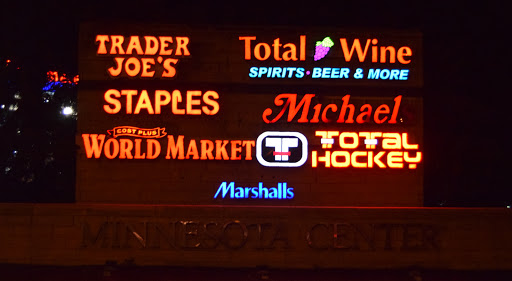 TRADER JOE'S
Total Wine
SPIRITS • BEER & MORE
STAPLES
Michael
COST PLUS
WORLD MARKET
T
TOTAL HOCKEY
Marshalls
MINNESOTA CENTER